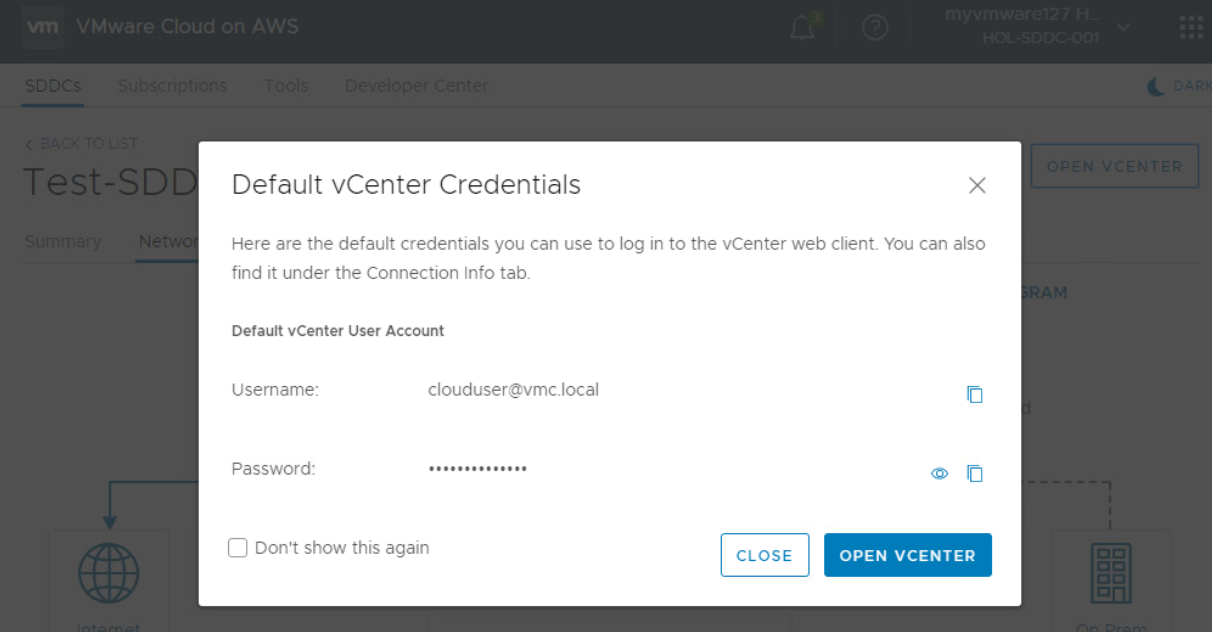 vm VMware Cloud on AWS
3
myvmware127 H...
HOL-SDDC-001
SDDCs Subscriptions Tools Developer Center DARK
BACK TO LIST
Test-SDD
OPEN VCENTER
Summary Networ
Default vCenter Credentials
Here are the default credentials you can use to log in to the vCenter web client. You can also
find it under the Connection Info tab.
GRAM
Default vCenter User Account
Username: clouduser@vmc.local
Password: ••••••••••••••
Don't show this again
CLOSE OPEN VCENTER
Internet On-Prem